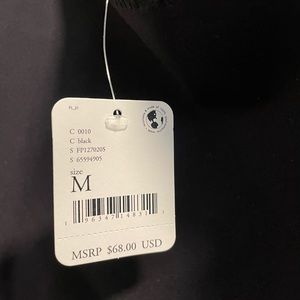 C 0010
C black
S FP1270205
S 65594905
size
M
MSRP $68.00 USD